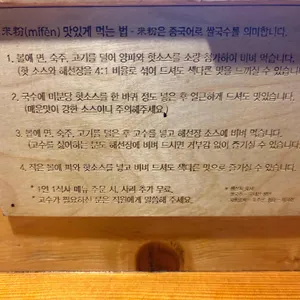 米粉(mǐfěn) 맛있게 먹는 법 - 米粉은 중국어로 쌀국수를 의미합니다.
1. 볼에 면, 숙주, 고기를 덜어 양파와 핫소스를 소량 첨가하여 비벼 먹습니다.
(핫 소스와 해선장을 4:1 비율로 섞어 드셔도 색다른 맛을 느끼실 수 있습니다.)
2. 국수에 미분당 핫소스를 한 바퀴 정도 넣은 후 얼큰하게 드셔도 맛있습니다.
(매운맛이 강한 소스이니 주의해주세요)
3. 볼에 면, 숙주, 고기를 덜은 후 고수를 넣고 해선장 소스에 비벼 먹습니다.
(고수를 싫어하는 분도 해선장에 비벼 드시면 거부감 없이 즐기실 수 있습니다.
4. 적은 볼에 밥과 핫소스를 넣고 비벼 드셔도 색다른 맛으로 즐기실 수 있습니다.
* 1인 1식사 메뉴 주문 시, 사리 추가 무료.
* 고수가 필요하신 분은 직원에게 말씀해 주세요.